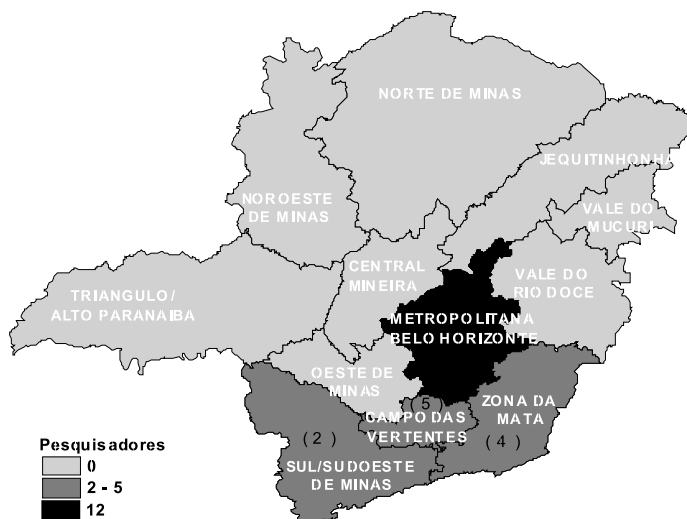 NORTE DE MINAS
JEQUITINHONHA
NOROESTE
DE MINAS
VALE DO
MUCURI
CENTRAL
MINEIRA
VALE DO
RIO DOCE
TRIANGULO/
ALTO PARANAIBA
METROPOLITANA
BELO HORIZONTE
OESTE DE
MINAS
(5)
CAMPO DAS
VERTENTES
ZONA DA
MATA
(4)
(2)
SUL/SUDOESTE
DE MINAS
Pesquisadores
0
2 - 5
12